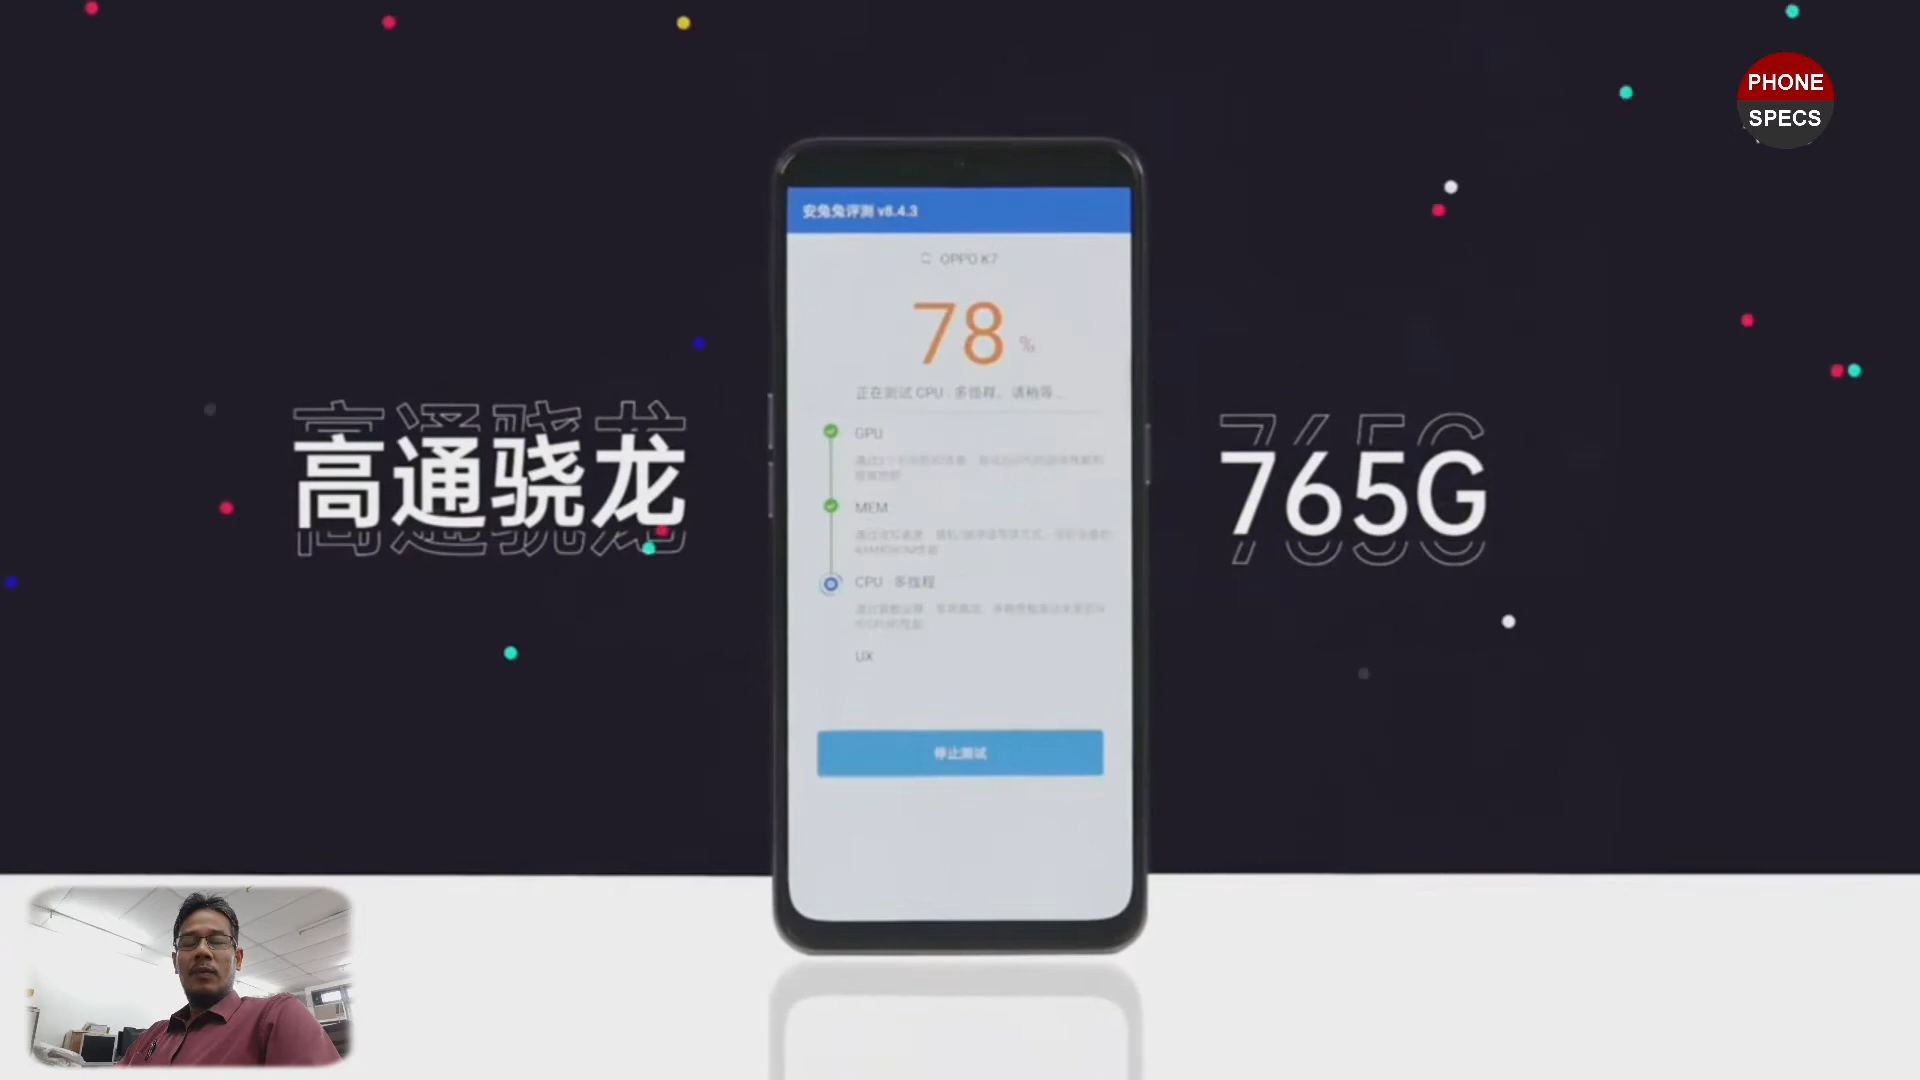 PHONE
SPECS
安兔兔评测 v8.4.3
OPPO K7
78 %
正在测试 CPU 多线程, 请稍等...
高通骁龙
765G
GPU
MEM
CPU 多线程
UX
停止测试